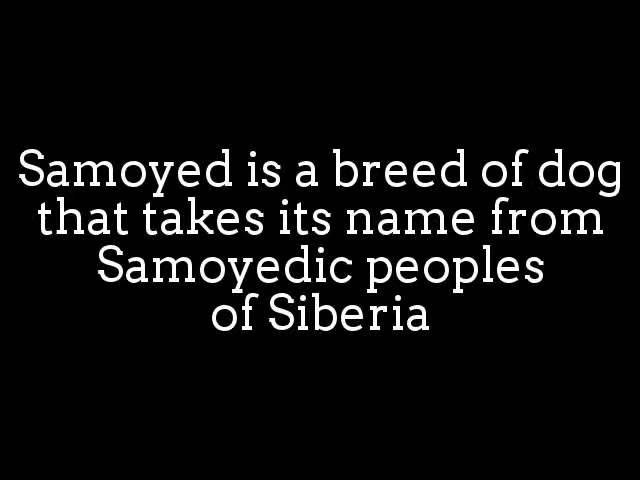 Samoyed is a breed of dog
that takes its name from
Samoyedic peoples
of Siberia